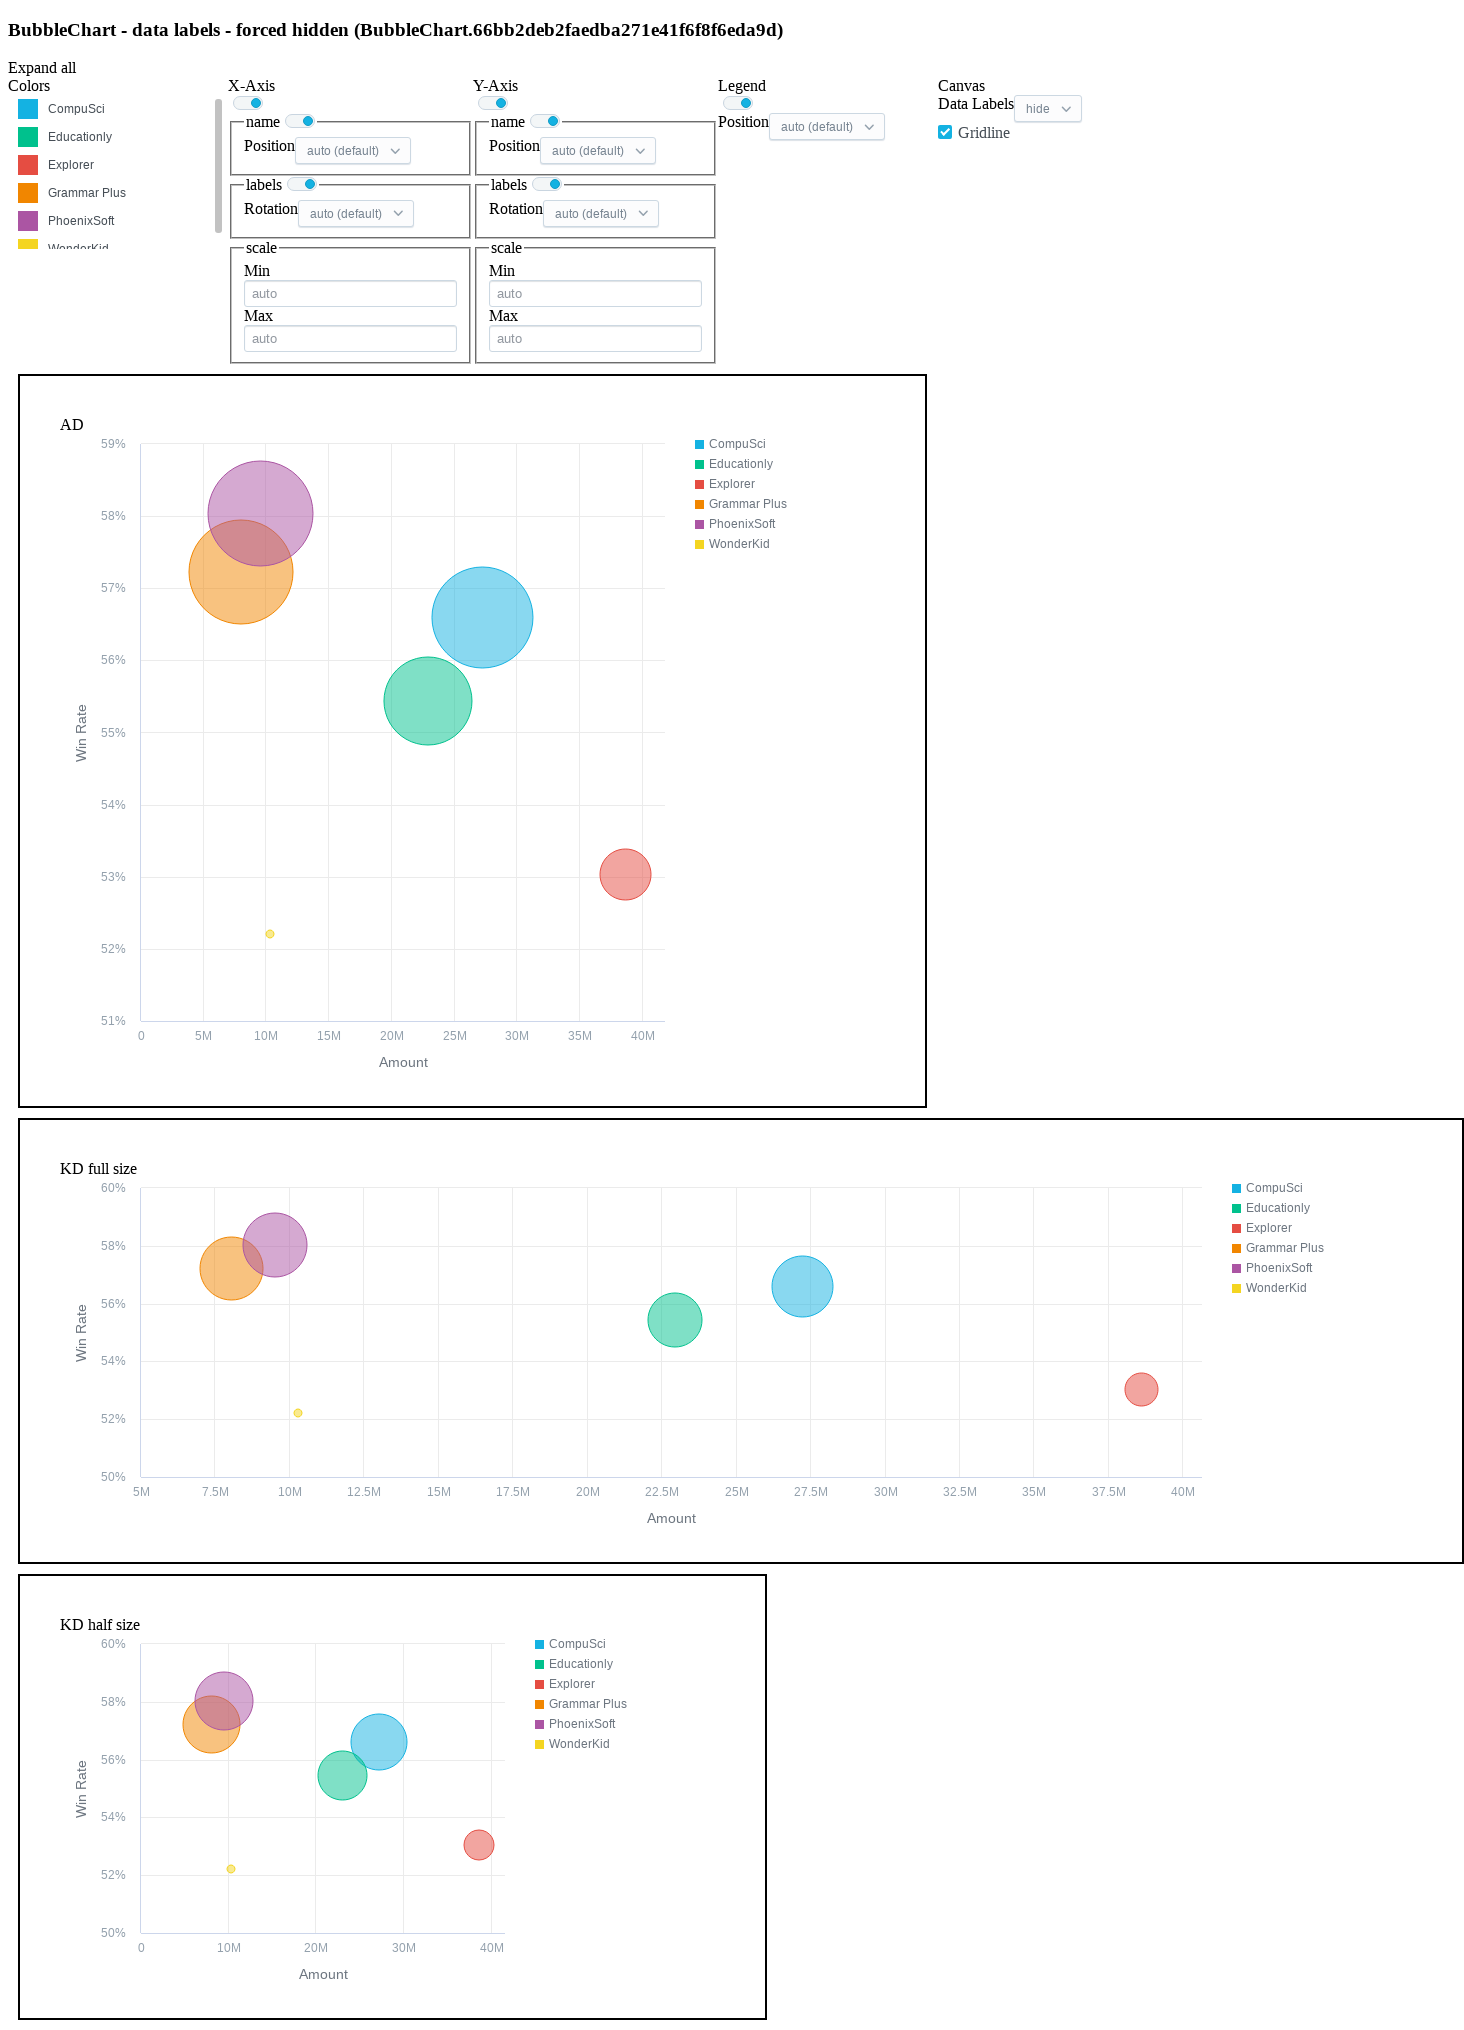 BubbleChart - data labels - forced hidden (BubbleChart.66bb2deb2faedba271e41f6f8f6eda9d)
Expand all
Colors
CompuSci
Educationly
Explorer
Grammar Plus
PhoenixSoft
WonderKid
X-Axis
name
Position auto (default)
labels
Rotation auto (default)
scale
Min
auto
Max
auto
Y-Axis
name
Position auto (default)
labels
Rotation auto (default)
scale
Min
auto
Max
auto
Legend
Position auto (default)
Canvas
Data Labels hide
Gridline
AD
59%
58%
57%
56%
55%
54%
53%
52%
51%
Win Rate
0 5M 10M 15M 20M 25M 30M 35M 40M
Amount
CompuSci
Educationly
Explorer
Grammar Plus
PhoenixSoft
WonderKid
KD full size
60%
58%
56%
54%
52%
50%
Win Rate
5M 7.5M 10M 12.5M 15M 17.5M 20M 22.5M 25M 27.5M 30M 32.5M 35M 37.5M 40M
Amount
CompuSci
Educationly
Explorer
Grammar Plus
PhoenixSoft
WonderKid
KD half size
60%
58%
56%
54%
52%
50%
Win Rate
0 10M 20M 30M 40M
Amount
CompuSci
Educationly
Explorer
Grammar Plus
PhoenixSoft
WonderKid